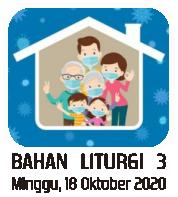 BAHAN LITURGI 3
Minggu, 18 Oktober 2020